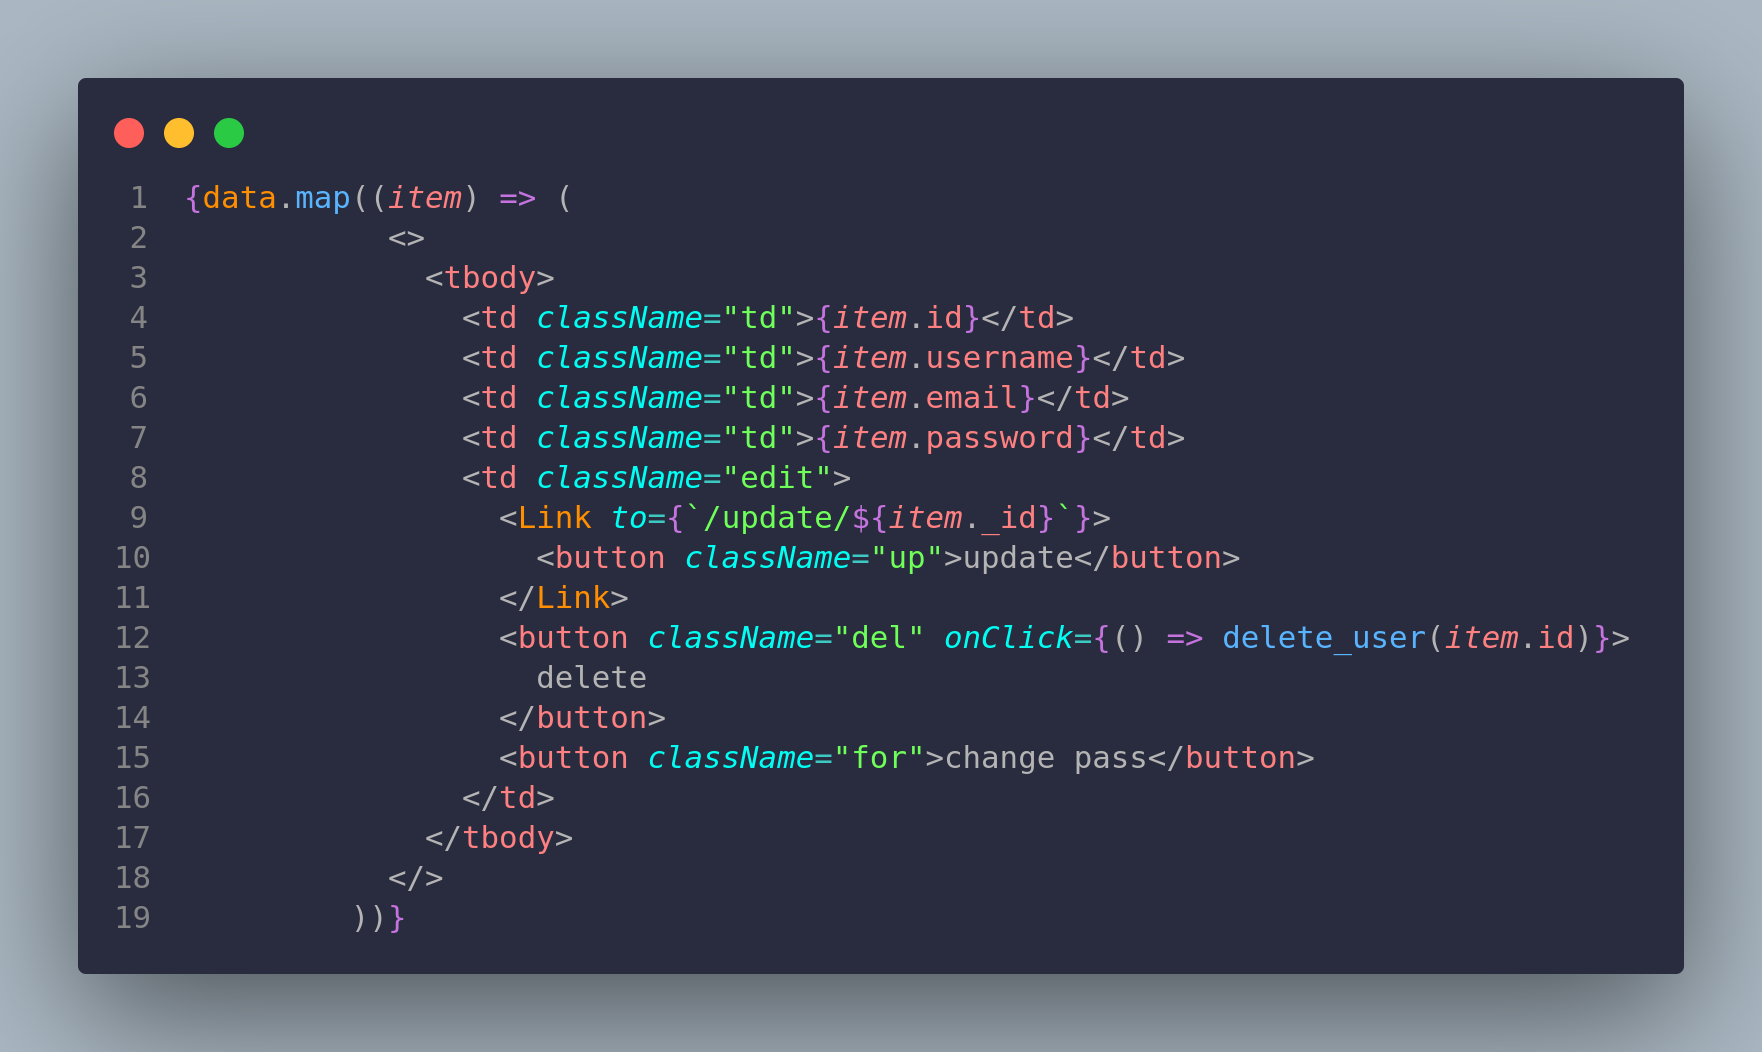 1 {data.map((item) => (
2 <>
3 <tbody>
4 <td className="td">{item.id}</td>
5 <td className="td">{item.username}</td>
6 <td className="td">{item.email}</td>
7 <td className="td">{item.password}</td>
8 <td className="edit">
9 <Link to={`/update/${item._id}`}>
10 <button className="up">update</button>
11 </Link>
12 <button className="del" onClick={() => delete_user(item.id)}>
13 delete
14 </button>
15 <button className="for">change pass</button>
16 </td>
17 </tbody>
18 </>
19 ))}